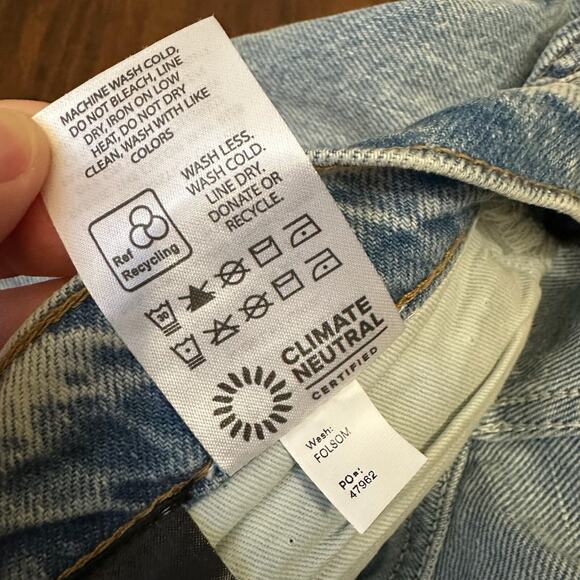 MACHINE WASH COLD,
DO NOT BLEACH, LINE
DRY, IRON ON LOW
HEAT. DO NOT DRY
CLEAN, WASH WITH LIKE
COLORS
Ref
Recycling
WASH LESS.
WASH COLD.
LINE DRY.
DONATE OR
RECYCLE.
CLIMATE
NEUTRAL
CERTIFIED
Wash:
FOLSOM
PO#:
47962